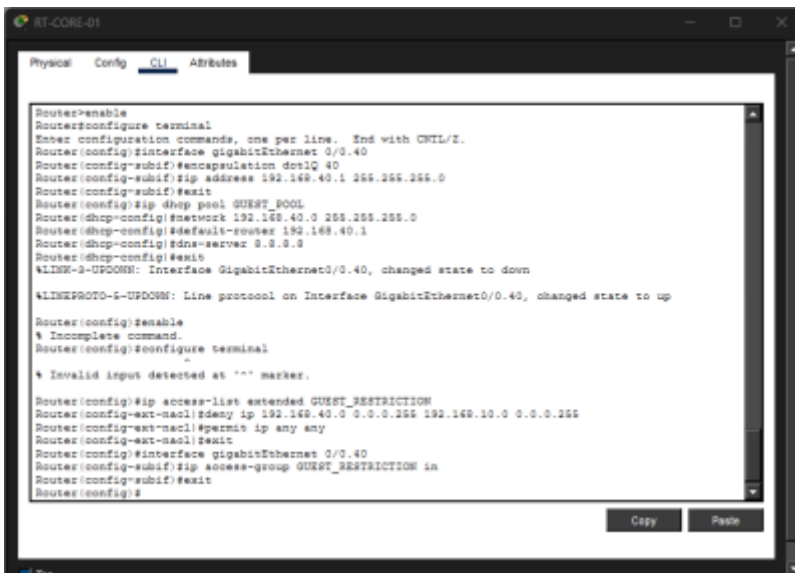 RT-CORE-01
Physical Config CLI Attributes
Router>enable
Router#configure terminal
Enter configuration commands, one per line. End with CNTL/Z.
Router(config)#interface gigabitEthernet 0/0.40
Router(config-subif)#encapsulation dot1Q 40
Router(config-subif)#ip address 192.168.40.1 255.255.255.0
Router(config-subif)#exit
Router(config)#ip dhcp pool GUEST_POOL
Router(dhcp-config)#network 192.168.40.0 255.255.255.0
Router(dhcp-config)#default-router 192.168.40.1
Router(dhcp-config)#dns-server 8.8.8.8
Router(dhcp-config)#exit
%LINK-3-UPDOWN: Interface GigabitEthernet0/0.40, changed state to down
%LINEPROTO-5-UPDOWN: Line protocol on Interface GigabitEthernet0/0.40, changed state to up
Router(config)#enable
% Incomplete command.
Router(config)#configure terminal
^
% Invalid input detected at '^' marker.
Router(config)#ip access-list extended GUEST_RESTRICTION
Router(config-ext-nacl)#deny ip 192.168.40.0 0.0.0.255 192.168.10.0 0.0.0.255
Router(config-ext-nacl)#permit ip any any
Router(config-ext-nacl)#exit
Router(config)#interface gigabitEthernet 0/0.40
Router(config-subif)#ip access-group GUEST_RESTRICTION in
Router(config-subif)#exit
Router(config)#
Copy Paste
Top